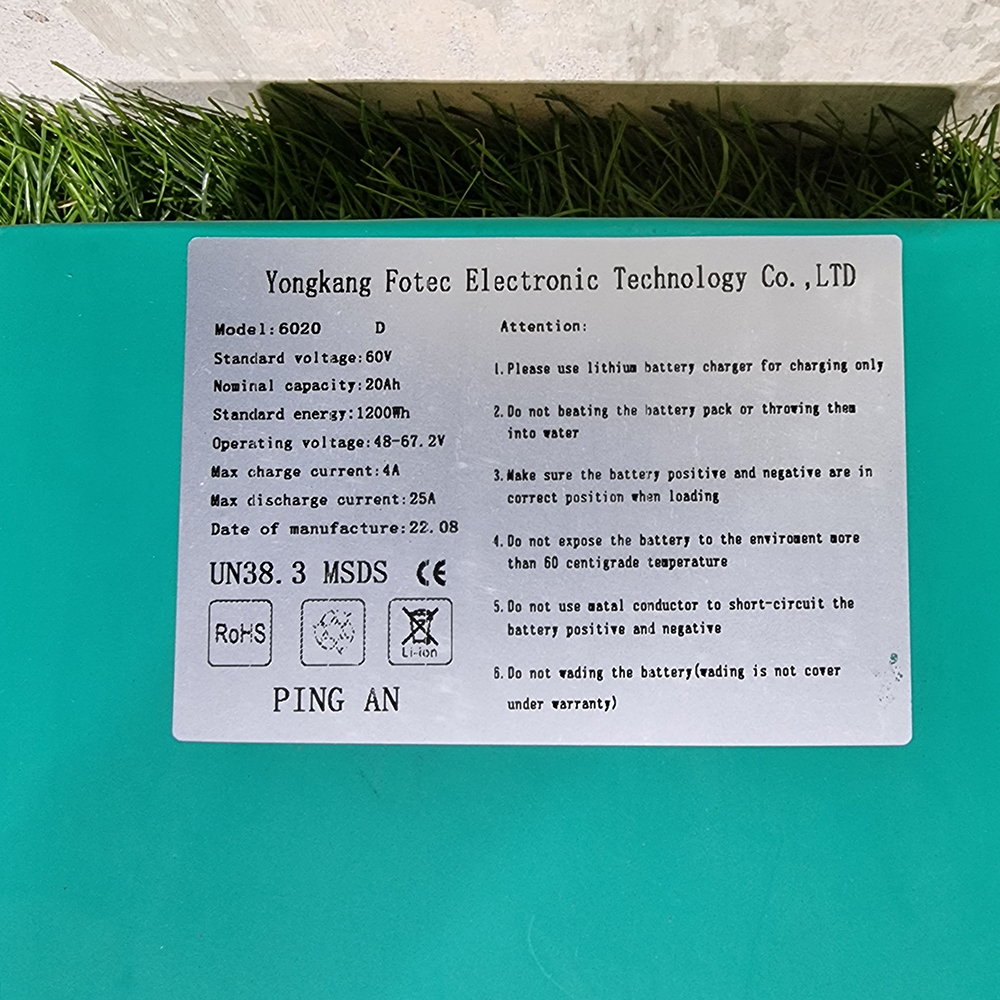 Yongkang Fotec Electronic Technology Co.,LTD
Model:6020 D
Standard voltage:60V
Nominal capacity:20Ah
Standard energy:1200Wh
Operating voltage:48-67.2V
Max charge current:4A
Max discharge current:25A
Date of manufacture:22.08
UN38.3 MSDS CE
RoHS
Li-ion
PING AN
Attention:
1.Please use lithium battery charger for charging only
2.Do not beating the battery pack or throwing them
into water
3.Make sure the battery positive and negative are in
correct position when loading
4.Do not expose the battery to the enviroment more
than 60 centigrade temperature
5.Do not use matal conductor to short-circuit the
battery positive and negative
6.Do not wading the battery(wading is not cover
under warranty)